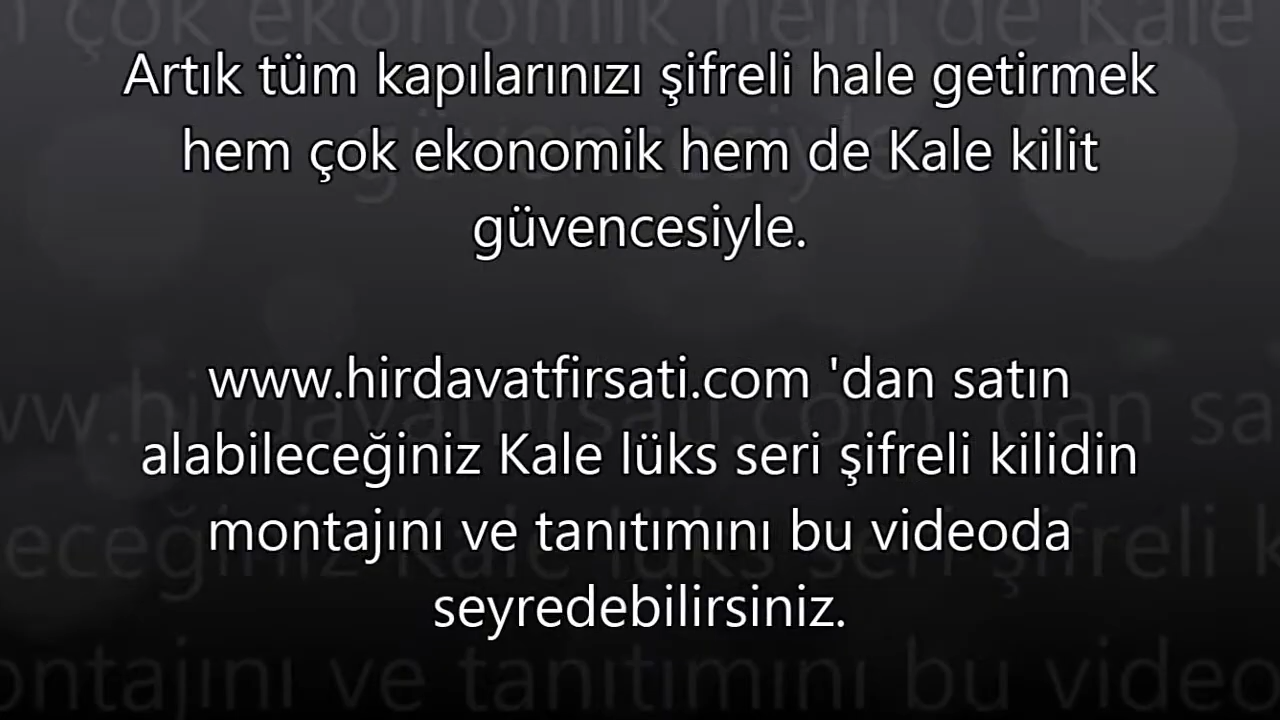 Artık tüm kapılarınızı şifreli hale getirmek
hem çok ekonomik hem de Kale kilit
güvencesiyle.
www.hirdavatfirsati.com 'dan satın
alabileceğiniz Kale lüks seri şifreli kilidin
montajını ve tanıtımını bu videoda
seyredebilirsiniz.